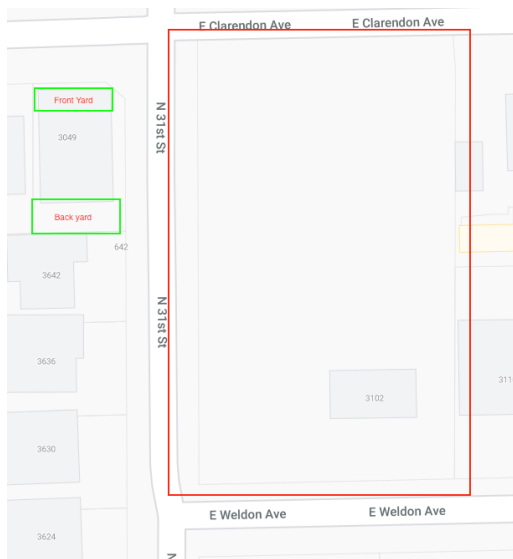 E Clarendon Ave
E Clarendon Ave
Front Yard
N 31st St
3049
Back yard
642
3642
N 31st St
3636
3102
3630
E Weldon Ave
E Weldon Ave
3624
N